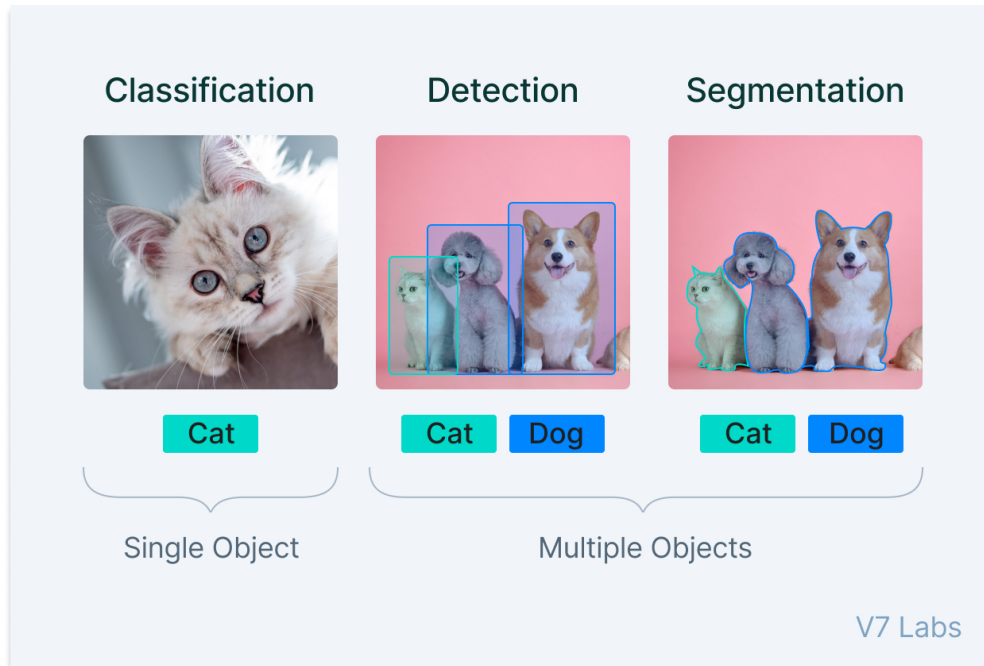 Classification Detection Segmentation
Cat Cat Dog Cat Dog
Single Object Multiple Objects
V7 Labs